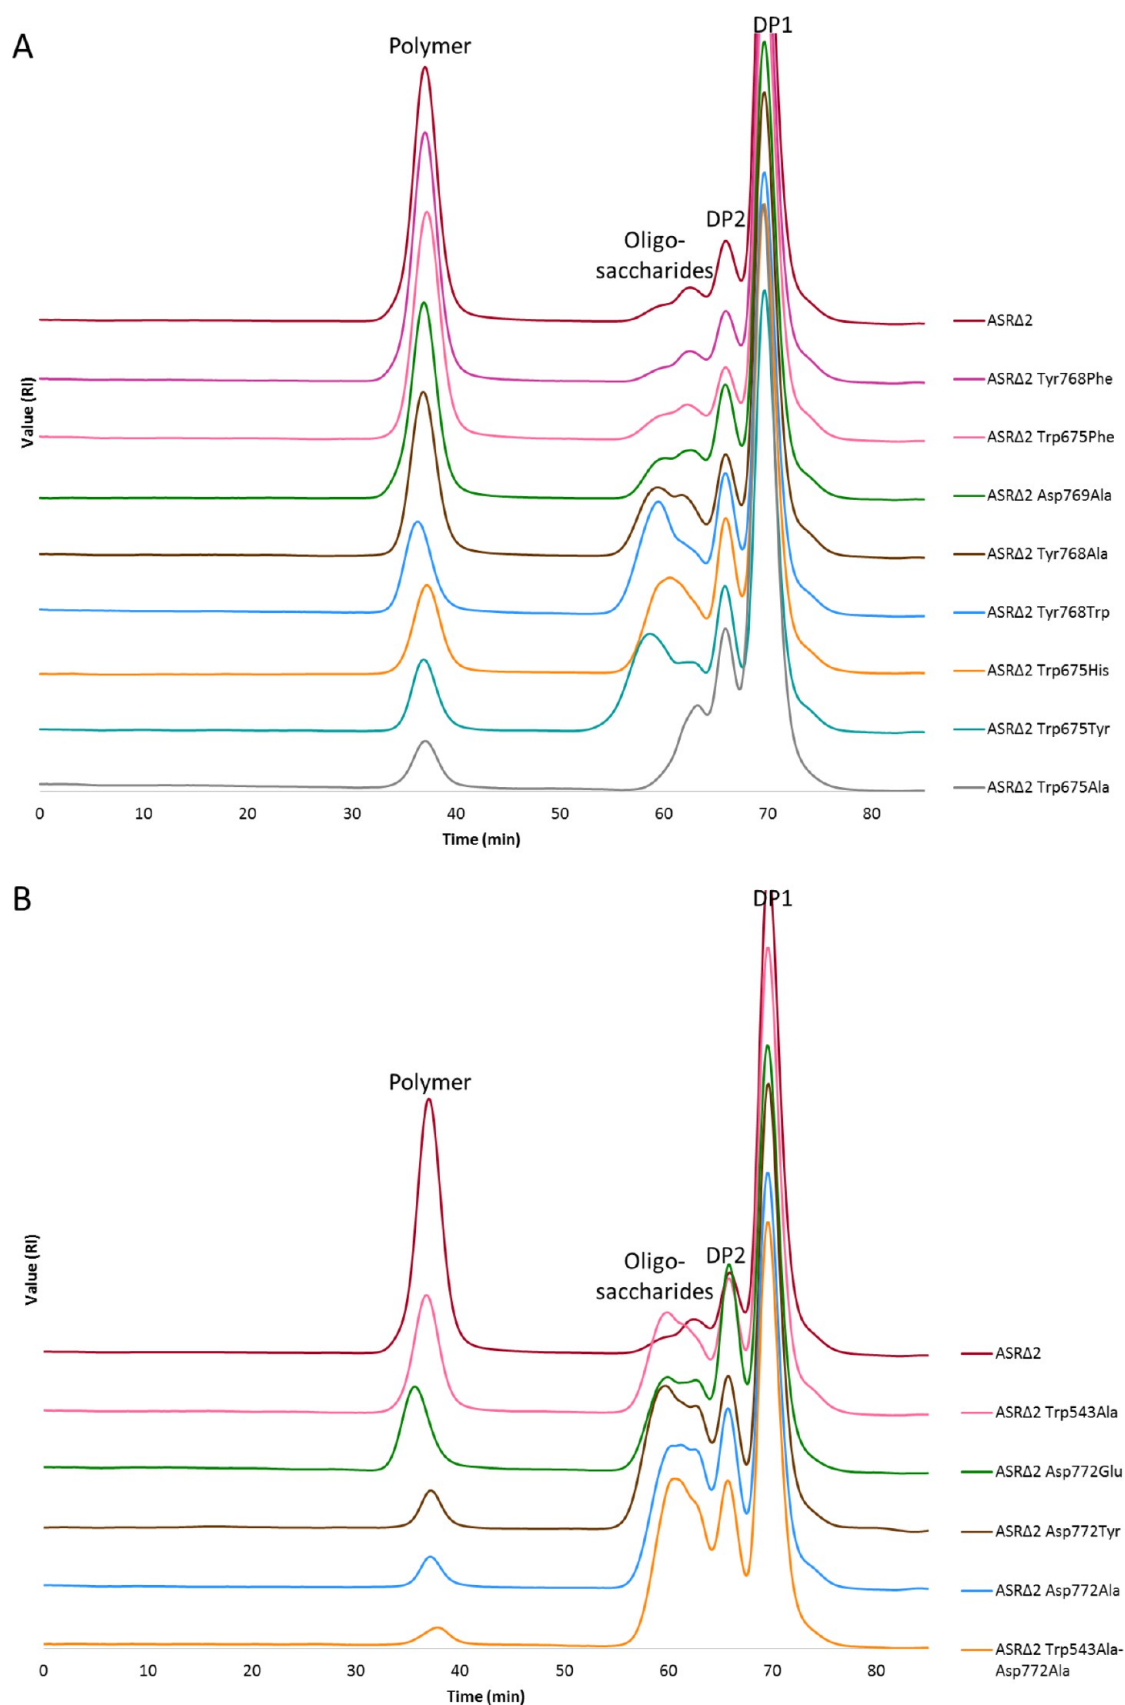 A
Polymer
DP1
Oligo-
saccharides
DP2
Value (RI)
ASRΔ2
ASRΔ2 Tyr768Phe
ASRΔ2 Trp675Phe
ASRΔ2 Asp769Ala
ASRΔ2 Tyr768Ala
ASRΔ2 Tyr768Trp
ASRΔ2 Trp675His
ASRΔ2 Trp675Tyr
ASRΔ2 Trp675Ala
0 10 20 30 40 50 60 70 80
Time (min)
B
DP1
Polymer
Oligo-
saccharides
DP2
Value (RI)
ASRΔ2
ASRΔ2 Trp543Ala
ASRΔ2 Asp772Glu
ASRΔ2 Asp772Tyr
ASRΔ2 Asp772Ala
ASRΔ2 Trp543Ala-
Asp772Ala
0 10 20 30 40 50 60 70 80
Time (min)